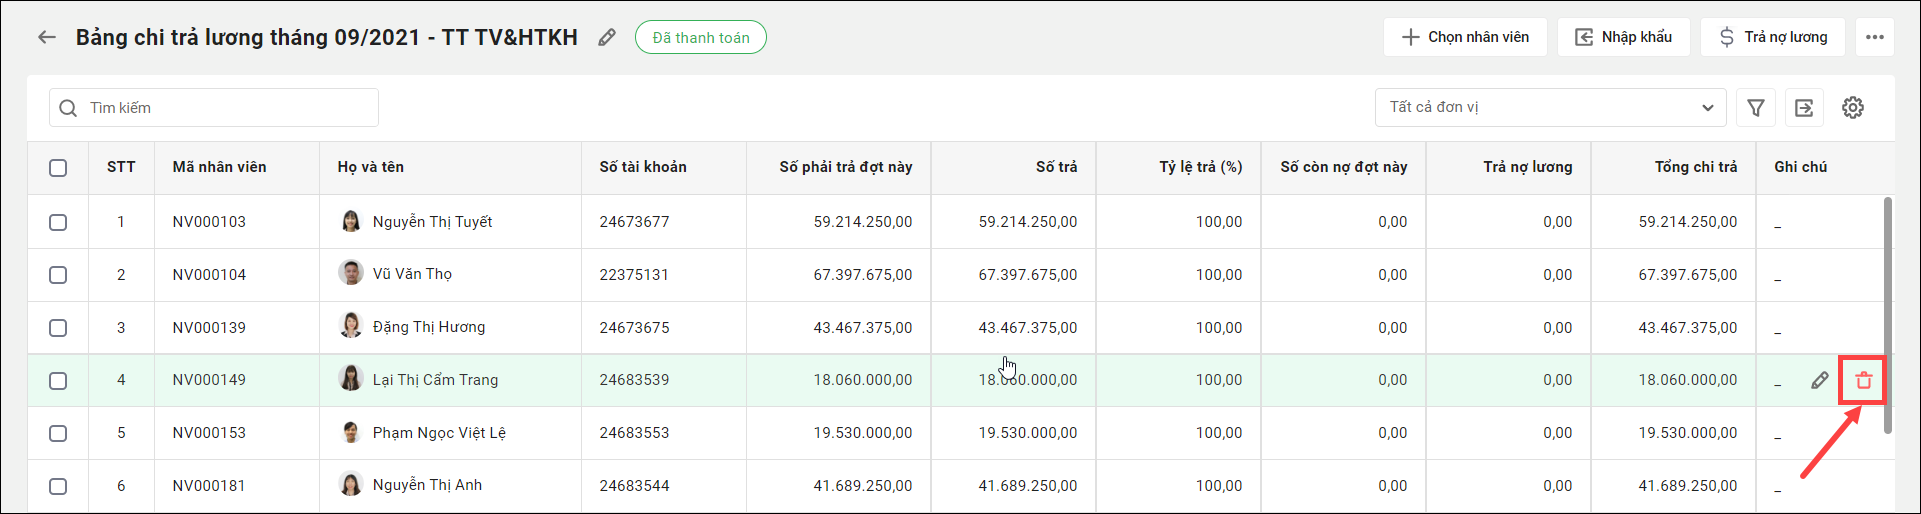 Bảng chi trả lương tháng 09/2021 - TT TV&HTKH Đã thanh toán Chọn nhân viên Nhập khẩu Trả nợ lương
Tìm kiếm Tất cả đơn vị
STT Mã nhân viên Họ và tên Số tài khoản Số phải trả đợt này Số trả Tỷ lệ trả (%) Số còn nợ đợt này Trả nợ lương Tổng chi trả Ghi chú
1 NV000103 Nguyễn Thị Tuyết 24673677 59.214.250,00 59.214.250,00 100,00 0,00 0,00 59.214.250,00 _
2 NV000104 Vũ Văn Thọ 22375131 67.397.675,00 67.397.675,00 100,00 0,00 0,00 67.397.675,00 _
3 NV000139 Đặng Thị Hương 24673675 43.467.375,00 43.467.375,00 100,00 0,00 0,00 43.467.375,00 _
4 NV000149 Lại Thị Cẩm Trang 24683539 18.060.000,00 18.060.000,00 100,00 0,00 0,00 18.060.000,00 _
5 NV000153 Phạm Ngọc Việt Lệ 24683553 19.530.000,00 19.530.000,00 100,00 0,00 0,00 19.530.000,00 _
6 NV000181 Nguyễn Thị Anh 24683544 41.689.250,00 41.689.250,00 100,00 0,00 0,00 41.689.250,00 _